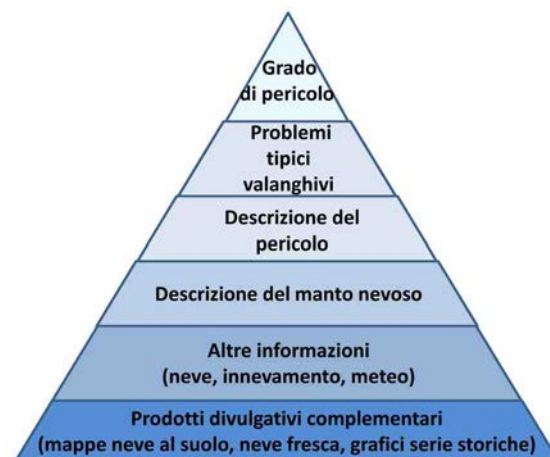 Grado
di pericolo
Problemi
tipici
valanghivi
Descrizione del
pericolo
Descrizione del manto nevoso
Altre informazioni
(neve, innevamento, meteo)
Prodotti divulgativi complementari
(mappe neve al suolo, neve fresca, grafici serie storiche)